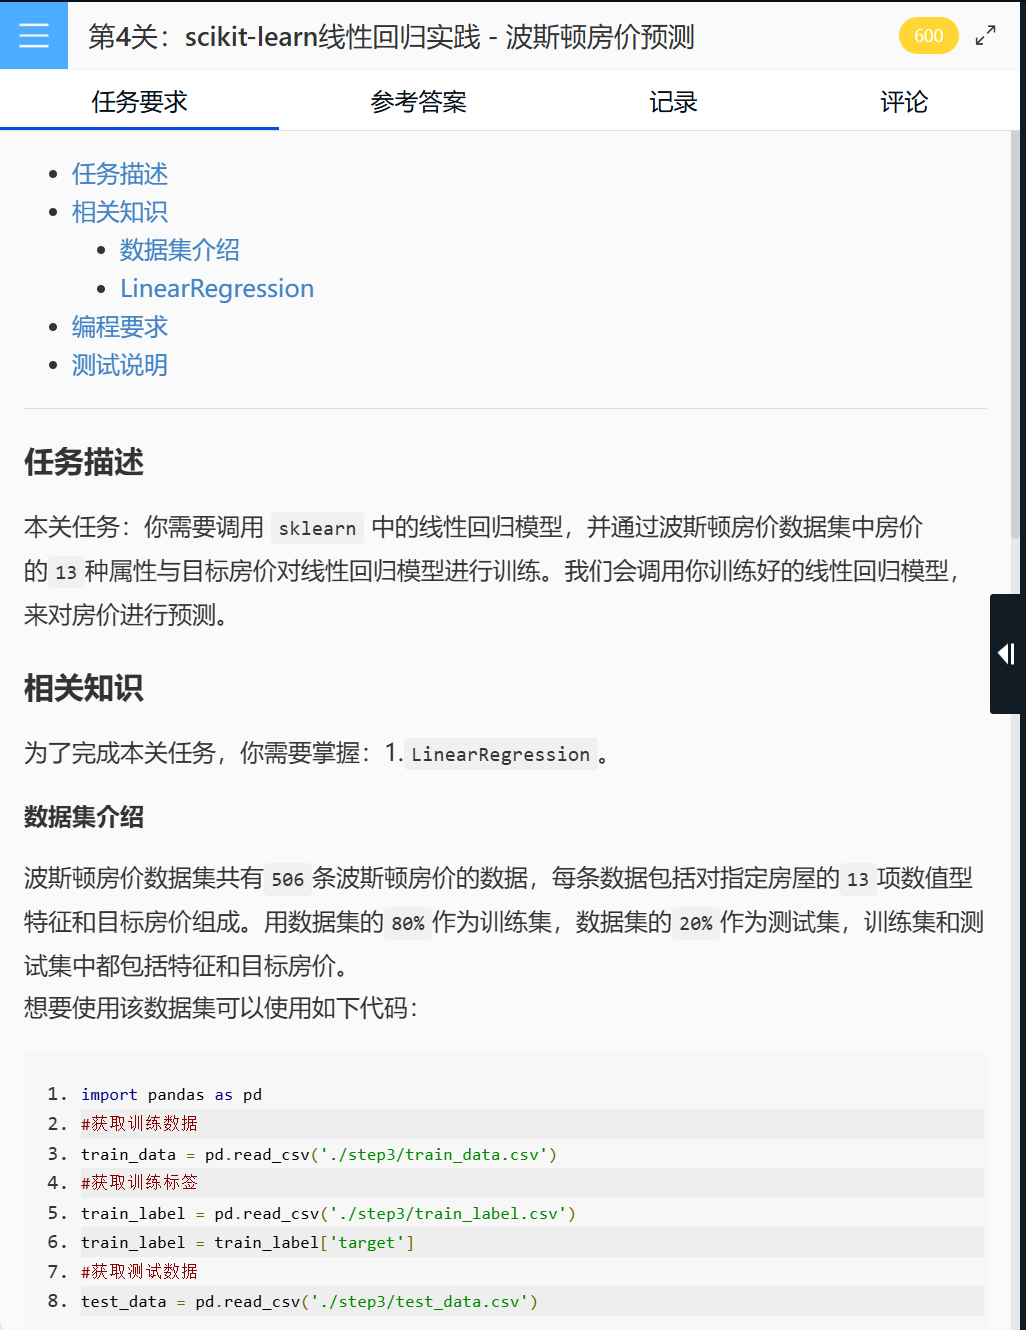 第4关：scikit-learn线性回归实践 - 波斯顿房价预测
600
任务要求 参考答案 记录 评论
任务描述
相关知识
数据集介绍
LinearRegression
编程要求
测试说明
任务描述
本关任务：你需要调用 sklearn 中的线性回归模型，并通过波斯顿房价数据集中房价
的 13 种属性与目标房价对线性回归模型进行训练。我们会调用你训练好的线性回归模型，
来对房价进行预测。
相关知识
为了完成本关任务，你需要掌握：1. LinearRegression 。
数据集介绍
波斯顿房价数据集共有 506 条波斯顿房价的数据，每条数据包括对指定房屋的 13 项数值型
特征和目标房价组成。用数据集的 80% 作为训练集，数据集的 20% 作为测试集，训练集和测
试集中都包括特征和目标房价。
想要使用该数据集可以使用如下代码：
1. import pandas as pd
2. #获取训练数据
3. train_data = pd.read_csv('./step3/train_data.csv')
4. #获取训练标签
5. train_label = pd.read_csv('./step3/train_label.csv')
6. train_label = train_label['target']
7. #获取测试数据
8. test_data = pd.read_csv('./step3/test_data.csv')